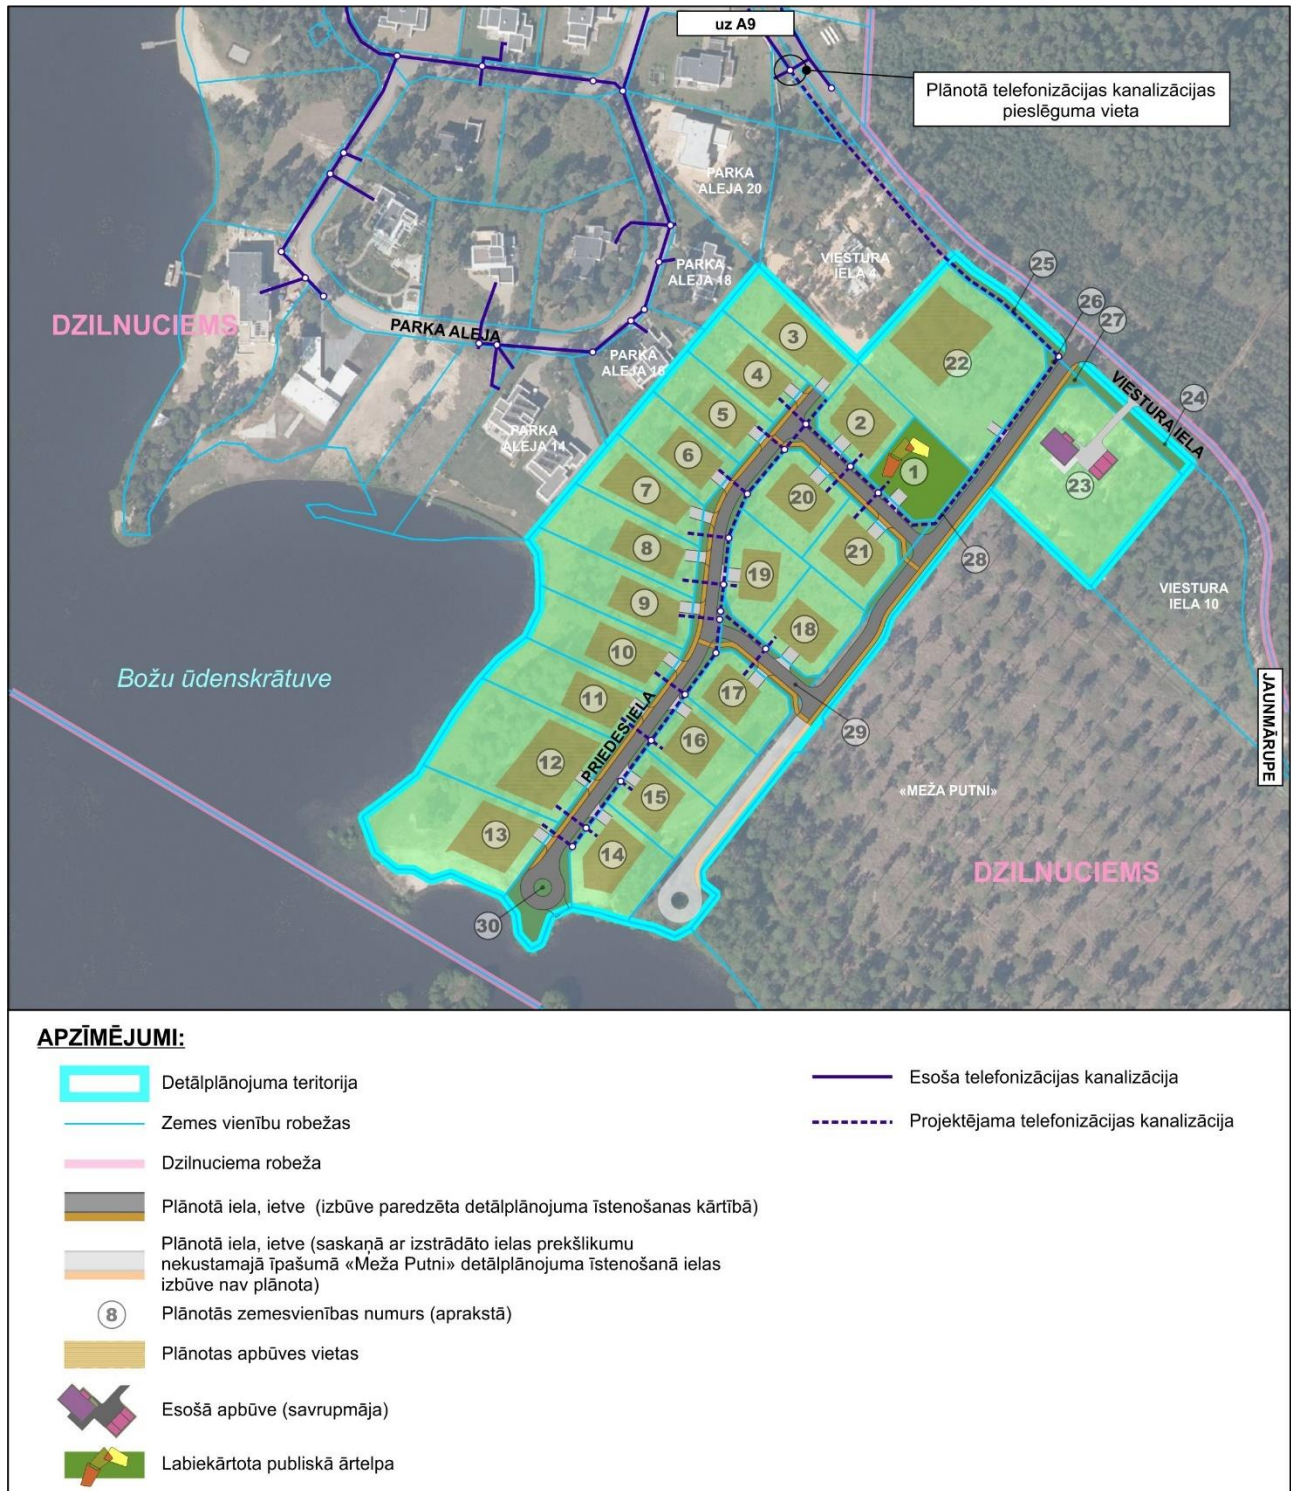 uz A9
Plānotā telefonizācijas kanalizācijas
pieslēguma vieta
PARKA
ALEJA 20
VIESTURA
IELA 4
PARKA
ALEJA 18
25
26
27
DZILNUCIEMS
PARKA ALEJA
PARKA
ALEJA 16
3
22
VIESTURA IELA
24
4
5
2
PARKA
ALEJA 14
6
1
23
7
20
8
21
28
19
9
VIESTURA
IELA 10
18
10
Božu ūdenskrātuve
11
17
JAUNMĀRUPE
PRIEDES IELA
29
16
12
15
«MEŽA PUTNI»
13
14
DZILNUCIEMS
30
APZĪMĒJUMI:
Detālplānojuma teritorija
Zemes vienību robežas
Dzilnuciema robeža
Plānotā iela, ietve (izbūve paredzēta detālplānojuma īstenošanas kārtībā)
Plānotā iela, ietve (saskaņā ar izstrādāto ielas prekšlikumu
nekustamajā īpašumā «Meža Putni» detālplānojuma īstenošanā ielas
izbūve nav plānota)
8
Plānotās zemesvienības numurs (aprakstā)
Plānotas apbūves vietas
Esošā apbūve (savrupmāja)
Labiekārtota publiskā ārtelpa
Esoša telefonizācijas kanalizācija
Projektējama telefonizācijas kanalizācija